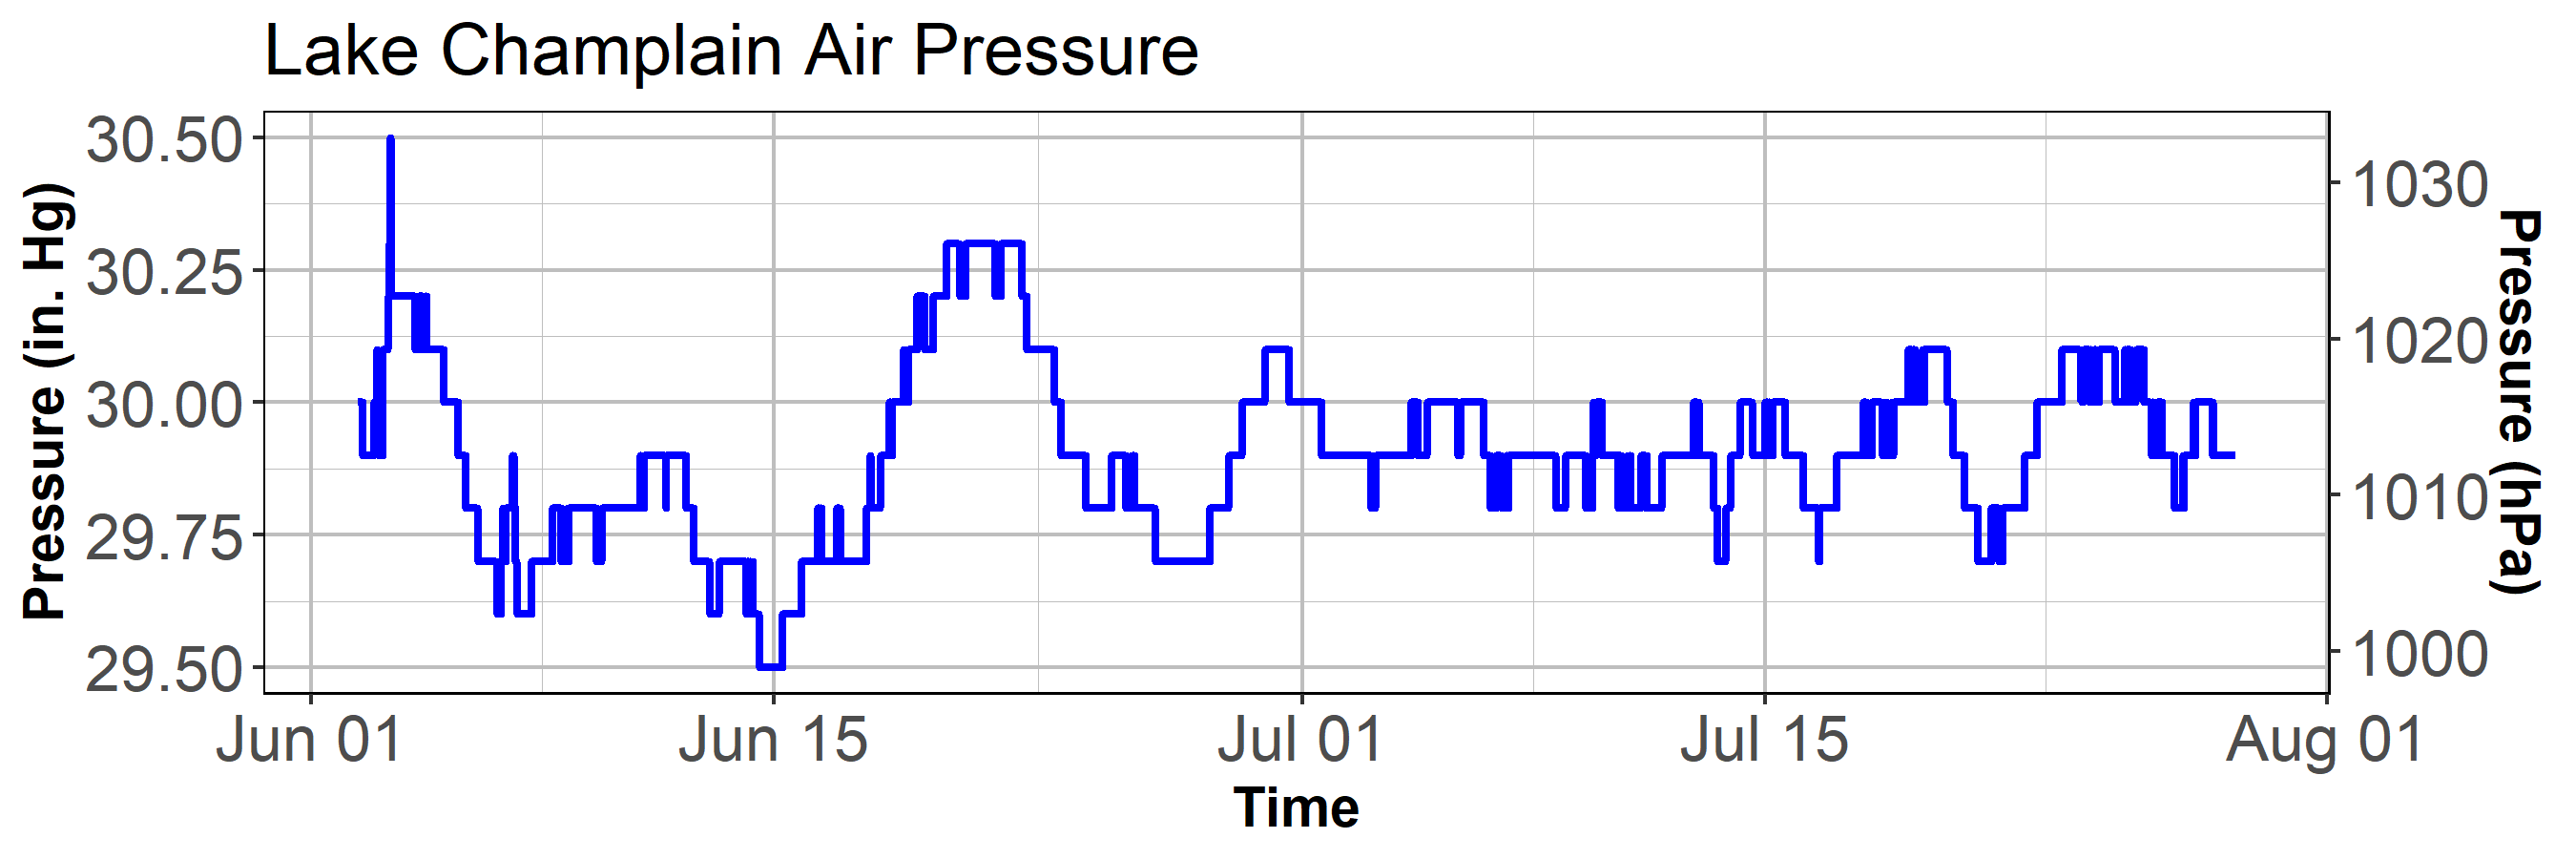 Lake Champlain Air Pressure
Pressure (in. Hg)
30.50
30.25
30.00
29.75
29.50
1030
1020
1010
1000
Pressure (hPa)
Jun 01 Jun 15 Jul 01 Jul 15 Aug 01
Time